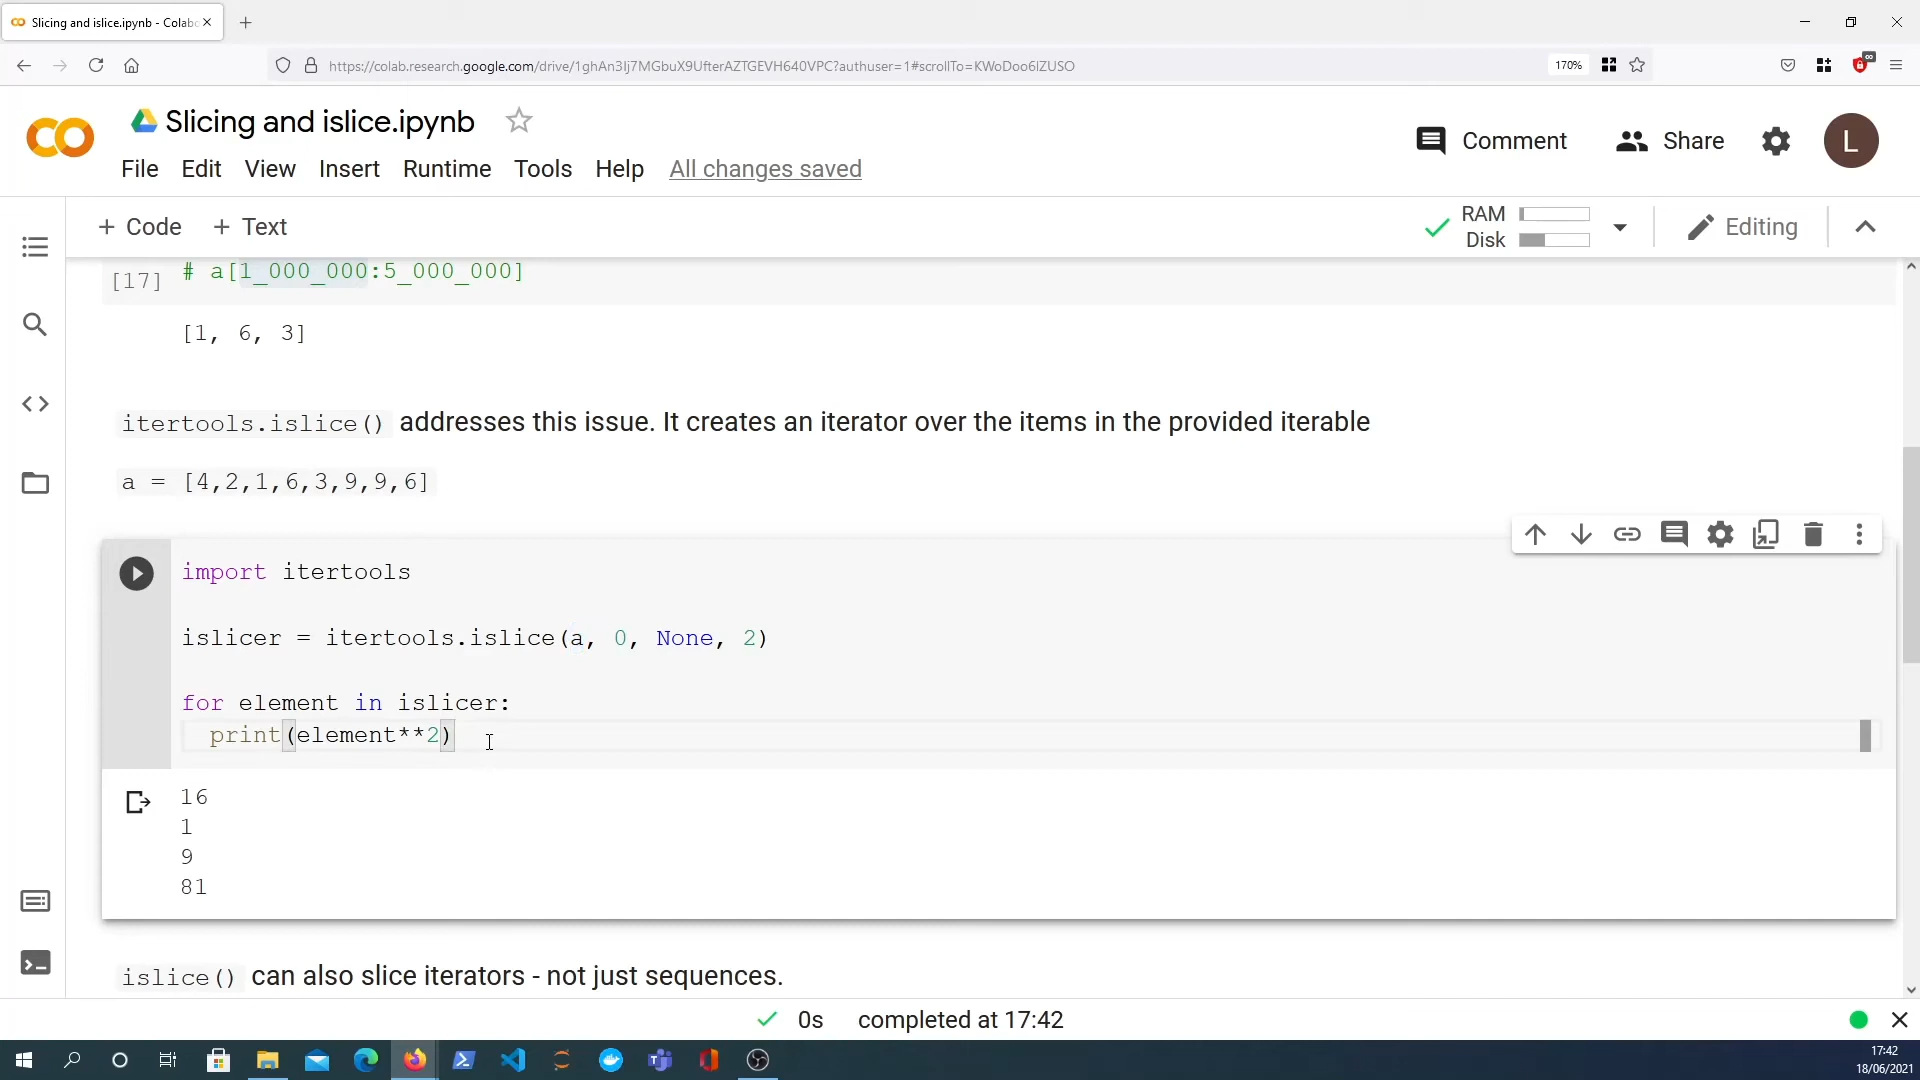 Slicing and islice.ipynb - Colabo
https://colab.research.google.com/drive/1ghAn3Ij7MGbuX9UfterAZTGEVH640VPC?authuser=1#scrollTo=KWoDoo6lZUSO
170%
Slicing and islice.ipynb
Comment
Share
L
File Edit View Insert Runtime Tools Help All changes saved
+ Code + Text
RAM
Disk
Editing
[17] # a[1_000_000:5_000_000]
[1, 6, 3]
itertools.islice() addresses this issue. It creates an iterator over the items in the provided iterable
a = [4,2,1,6,3,9,9,6]
import itertools
islicer = itertools.islice(a, 0, None, 2)
for element in islicer:
print(element**2)
16
1
9
81
islice() can also slice iterators - not just sequences.
0s completed at 17:42
17:42
18/06/2021